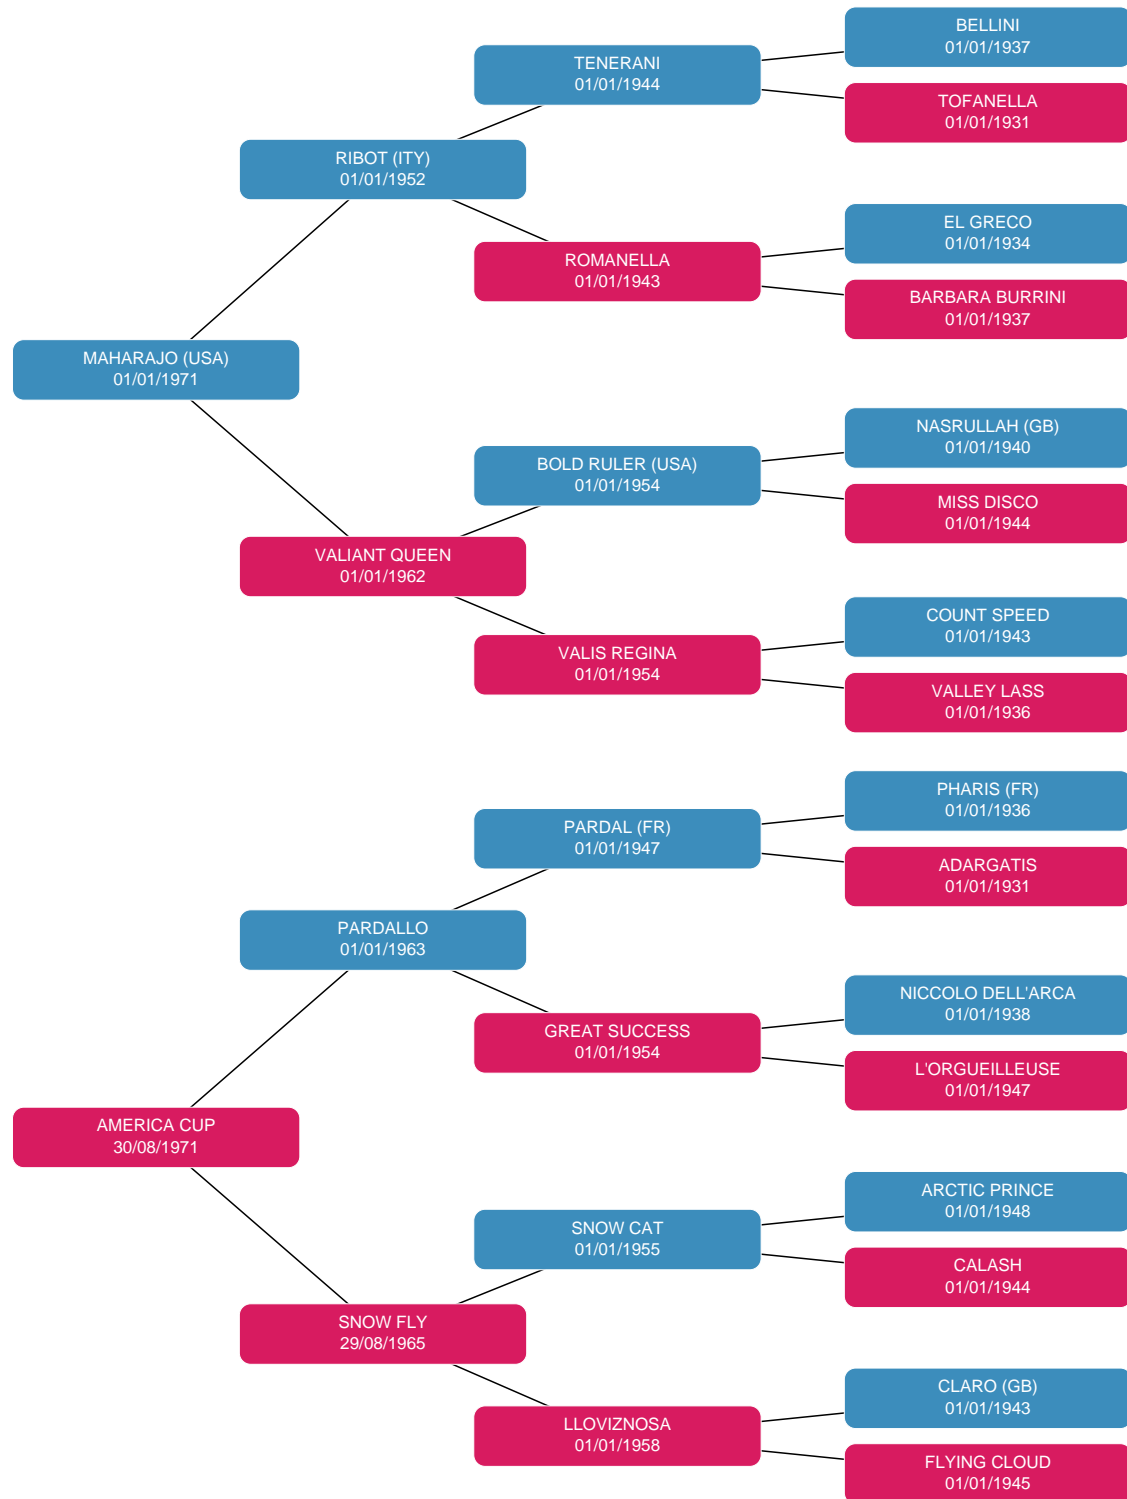 BELLINI
01/01/1937
TENERANI
01/01/1944
TOFANELLA
01/01/1931
RIBOT (ITY)
01/01/1952
EL GRECO
01/01/1934
ROMANELLA
01/01/1943
BARBARA BURRINI
01/01/1937
MAHARAJO (USA)
01/01/1971
NASRULLAH (GB)
01/01/1940
BOLD RULER (USA)
01/01/1954
MISS DISCO
01/01/1944
VALIANT QUEEN
01/01/1962
COUNT SPEED
01/01/1943
VALIS REGINA
01/01/1954
VALLEY LASS
01/01/1936
PHARIS (FR)
01/01/1936
PARDAL (FR)
01/01/1947
ADARGATIS
01/01/1931
PARDALLO
01/01/1963
NICCOLO DELL'ARCA
01/01/1938
GREAT SUCCESS
01/01/1954
L'ORGUEILLEUSE
01/01/1947
AMERICA CUP
30/08/1971
ARCTIC PRINCE
01/01/1948
SNOW CAT
01/01/1955
CALASH
01/01/1944
SNOW FLY
29/08/1965
CLARO (GB)
01/01/1943
LLOVIZNOSA
01/01/1958
FLYING CLOUD
01/01/1945